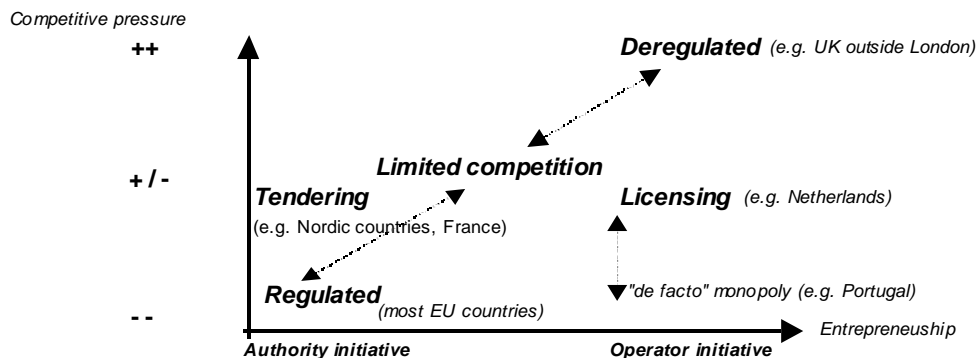 Competitive pressure
++
Deregulated (e.g. UK outside London)
Limited competition
+ / -
Tendering
Licensing (e.g. Netherlands)
(e.g. Nordic countries, France)
Regulated (most EU countries)
"de facto" monopoly (e.g. Portugal)
- -
Entrepreneuship
Authority initiative
Operator initiative